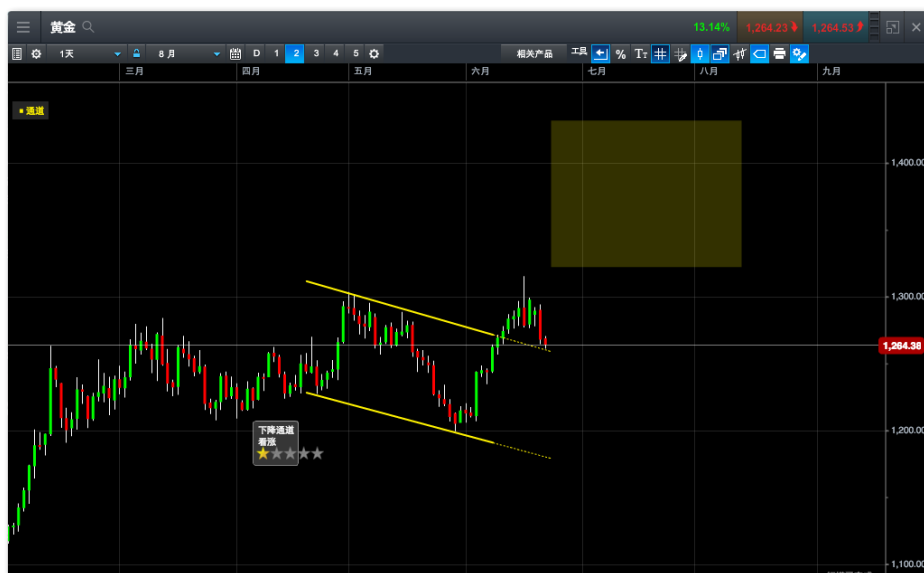 黄金 13.14% 1,264.23 1,264.53
1天 8月 D 1 2 3 4 5 相关产品 工具 % TT
三月 四月 五月 六月 七月 八月 九月
通道
1,400.00
1,300.00
1,264.38
下降通道
看涨
1,200.00
1,100.00